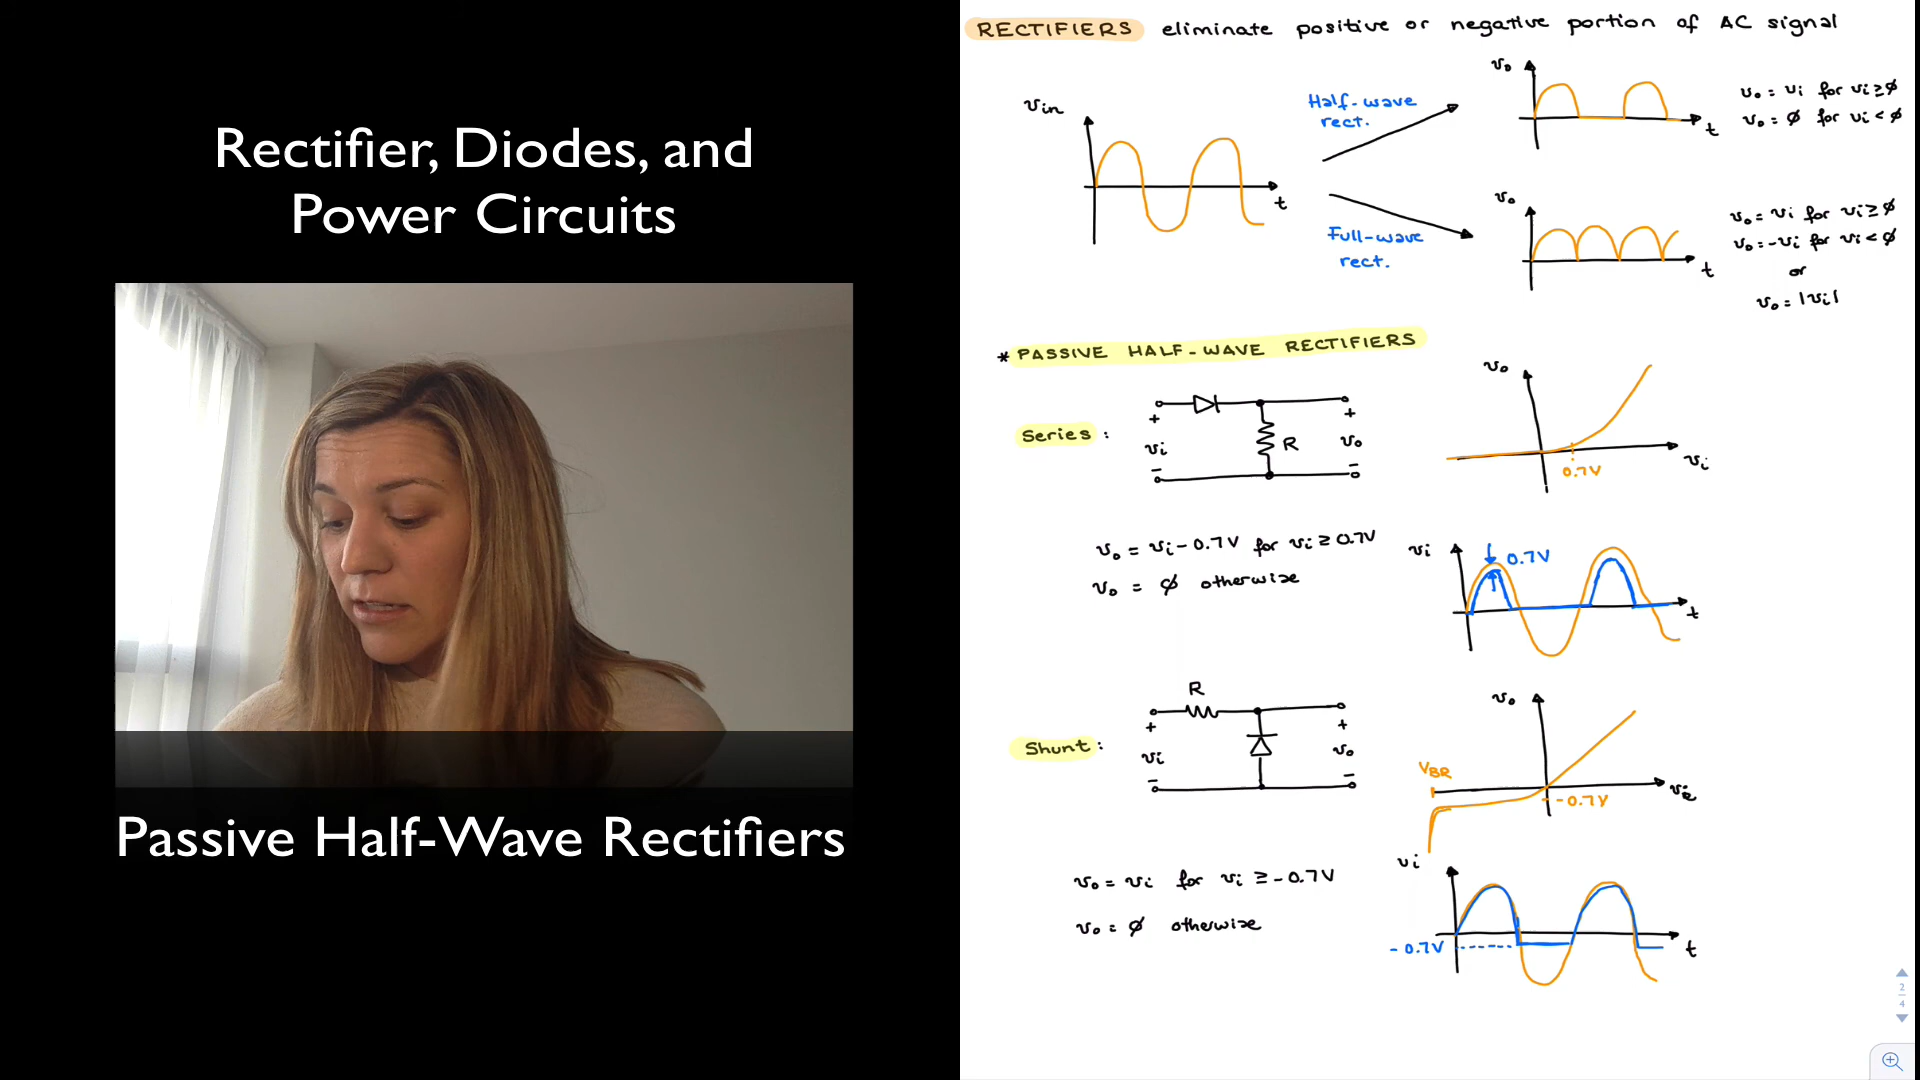 Rectifier, Diodes, and
Power Circuits
Passive Half-Wave Rectifiers
RECTIFIERS eliminate positive or negative portion of AC signal
vin
t
Half-wave
rect.
Full-wave
rect.
vo
t
vo = vi for vi ≥ ϕ
vo = ϕ for vi < ϕ
vo
t
vo = vi for vi ≥ ϕ
vo = -vi for vi < ϕ
or
vo = |vi|
* PASSIVE HALF-WAVE RECTIFIERS
Series :
+
vi
-
R
+
vo
-
vo
vi
0.7V
vo = vi - 0.7V for vi ≥ 0.7V
vo = ϕ otherwise
vi
0.7V
t
Shunt :
R
+
vi
-
+
vo
-
vo
VBR
-0.7V
vo = vi for vi ≥ -0.7V
vo = ϕ otherwise
vi
-0.7V
t
2
4